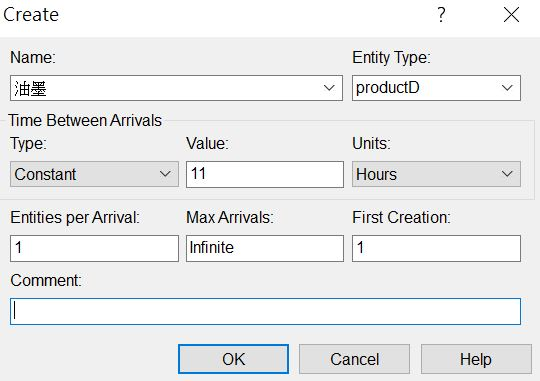 Create ?
Name: Entity Type:
油墨 productD
Time Between Arrivals
Type: Value: Units:
Constant 11 Hours
Entities per Arrival: Max Arrivals: First Creation:
1 Infinite 1
Comment:
OK Cancel Help